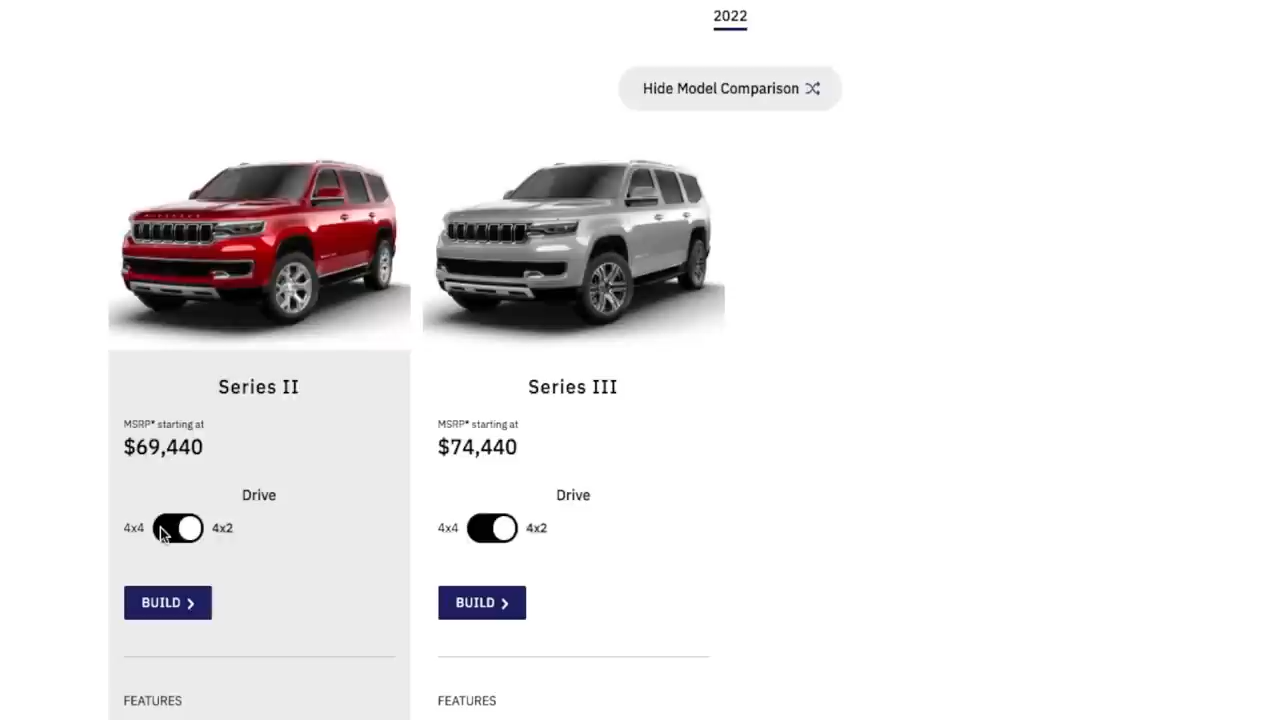 2022
Hide Model Comparison
Series II
MSRP* starting at
$69,440
Drive
4x4 4x2
BUILD
FEATURES
Series III
MSRP* starting at
$74,440
Drive
4x4 4x2
BUILD
FEATURES